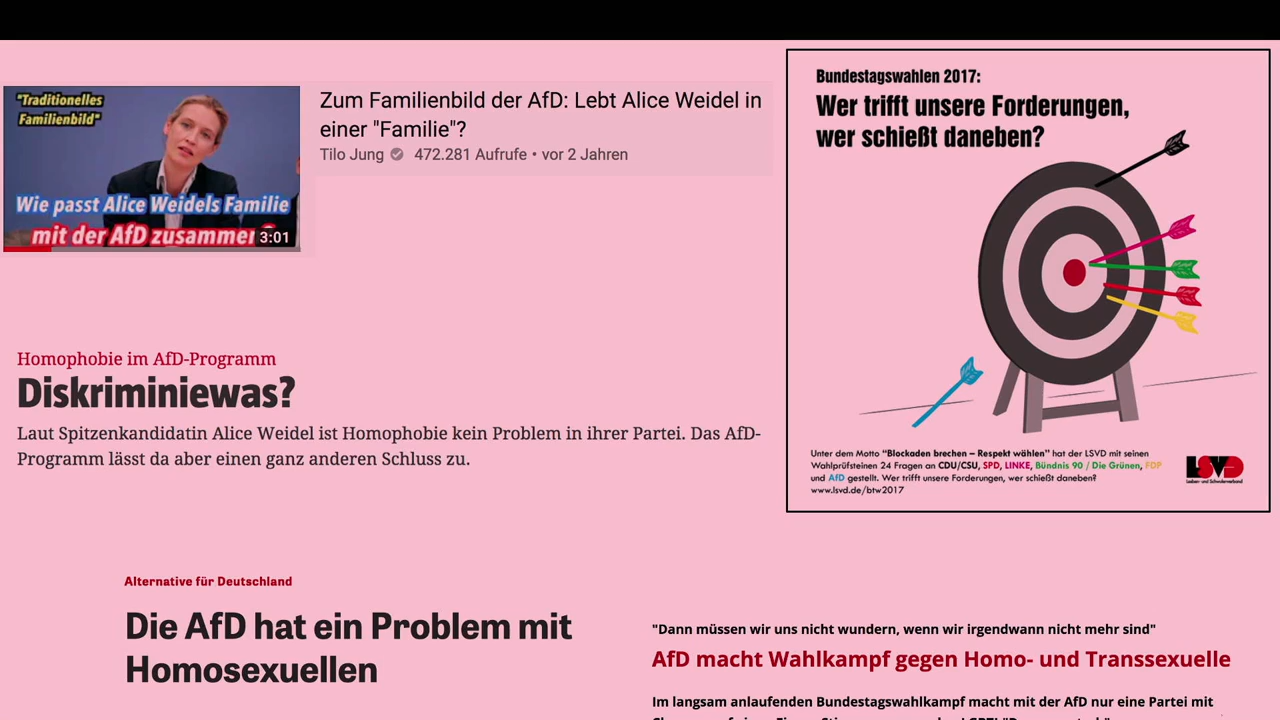 "Traditionelles
Familienbild"
Wie passt Alice Weidels Familie
mit der AfD zusammen
3:01
Zum Familienbild der AfD: Lebt Alice Weidel in
einer "Familie"?
Tilo Jung 472.281 Aufrufe • vor 2 Jahren
Homophobie im AfD-Programm
Diskriminiewas?
Laut Spitzenkandidatin Alice Weidel ist Homophobie kein Problem in ihrer Partei. Das AfD-
Programm lässt da aber einen ganz anderen Schluss zu.
Bundestagswahlen 2017:
Wer trifft unsere Forderungen,
wer schießt daneben?
Unter dem Motto "Blockaden brechen – Respekt wählen" hat der LSVD mit seinen
Wahlprüfsteinen 24 Fragen an CDU/CSU, SPD, LINKE, Bündnis 90 / Die Grünen, FDP
und AfD gestellt. Wer trifft unsere Forderungen, wer schießt daneben?
www.lsvd.de/btw2017
LSVD
Lesben- und Schwulenverband
Alternative für Deutschland
Die AfD hat ein Problem mit
Homosexuellen
"Dann müssen wir uns nicht wundern, wenn wir irgendwann nicht mehr sind"
AfD macht Wahlkampf gegen Homo- und Transsexuelle
Im langsam anlaufenden Bundestagswahlkampf macht mit der AfD nur eine Partei mit